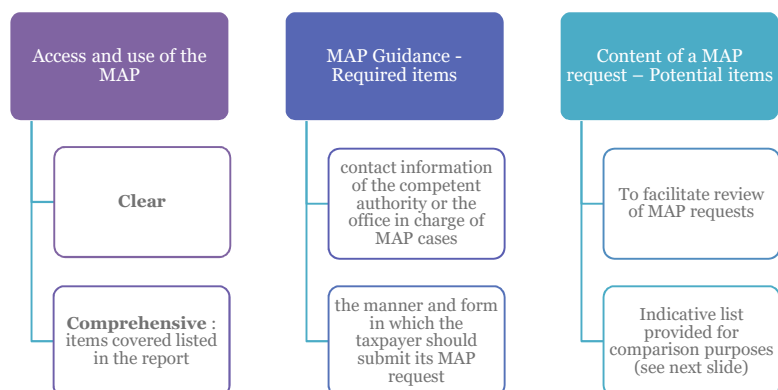 Access and use of the
MAP
Clear
Comprehensive :
items covered listed
in the report
MAP Guidance -
Required items
contact information
of the competent
authority or the
office in charge of
MAP cases
the manner and form
in which the
taxpayer should
submit its MAP
request
Content of a MAP
request – Potential items
To facilitate review
of MAP requests
Indicative list
provided for
comparison purposes
(see next slide)